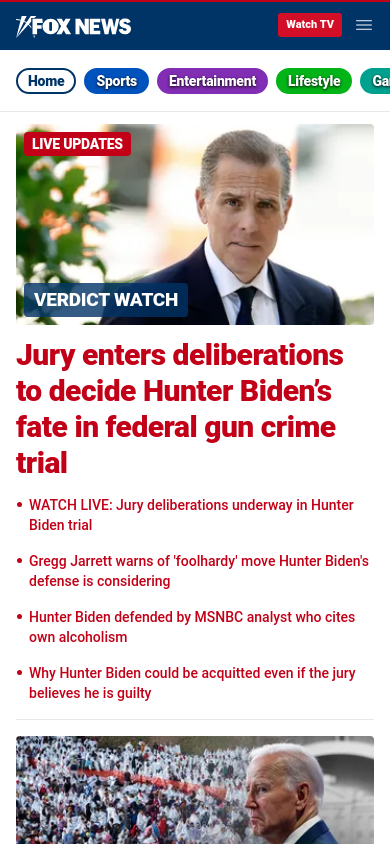 FOX NEWS
Watch TV
Home
Sports
Entertainment
Lifestyle
LIVE UPDATES
VERDICT WATCH
Jury enters deliberations
to decide Hunter Biden’s
fate in federal gun crime
trial
• WATCH LIVE: Jury deliberations underway in Hunter
Biden trial
• Gregg Jarrett warns of 'foolhardy' move Hunter Biden's
defense is considering
• Hunter Biden defended by MSNBC analyst who cites
own alcoholism
• Why Hunter Biden could be acquitted even if the jury
believes he is guilty